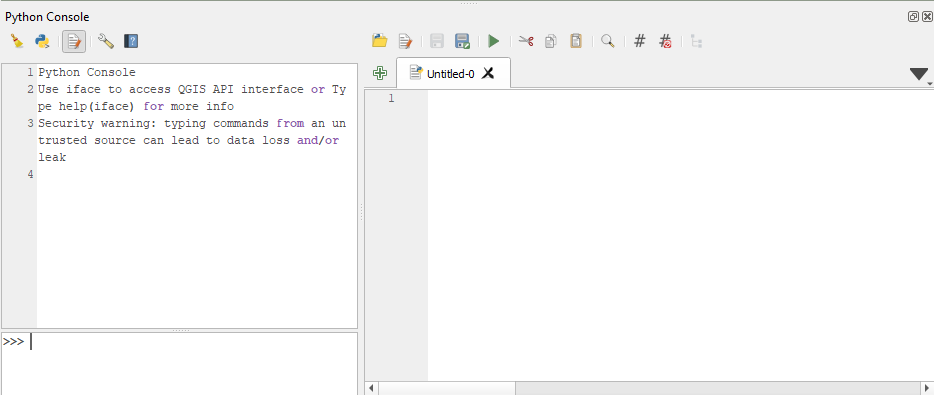 Python Console
Untitled-0
1 Python Console
2 Use iface to access QGIS API interface or Ty
pe help(iface) for more info
3 Security warning: typing commands from an un
trusted source can lead to data loss and/or
leak
4
>>>
1